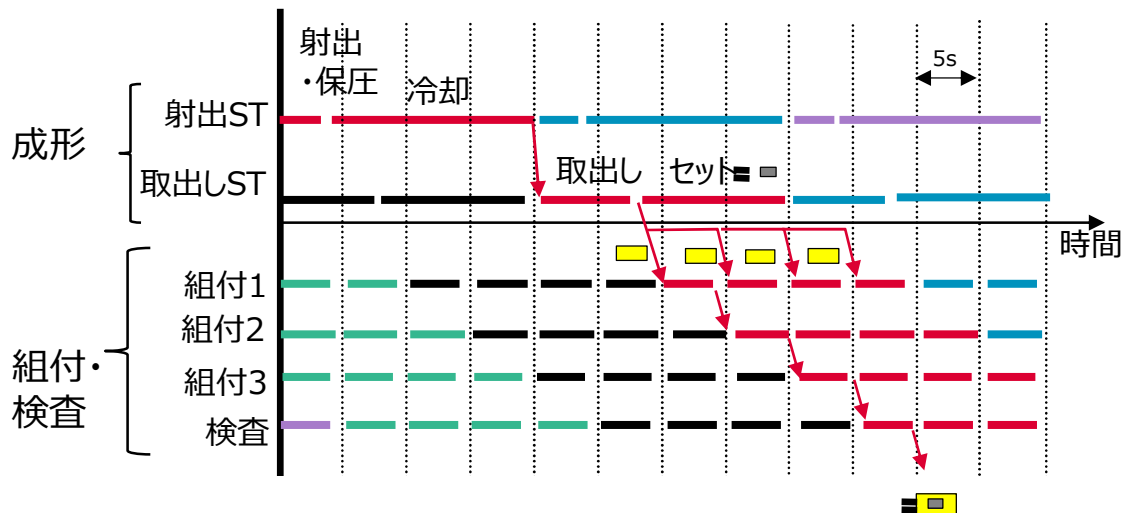 射出
・保圧
冷却
5s
成形
射出ST
取出しST
取出し
セット
時間
組付・
検査
組付1
組付2
組付3
検査